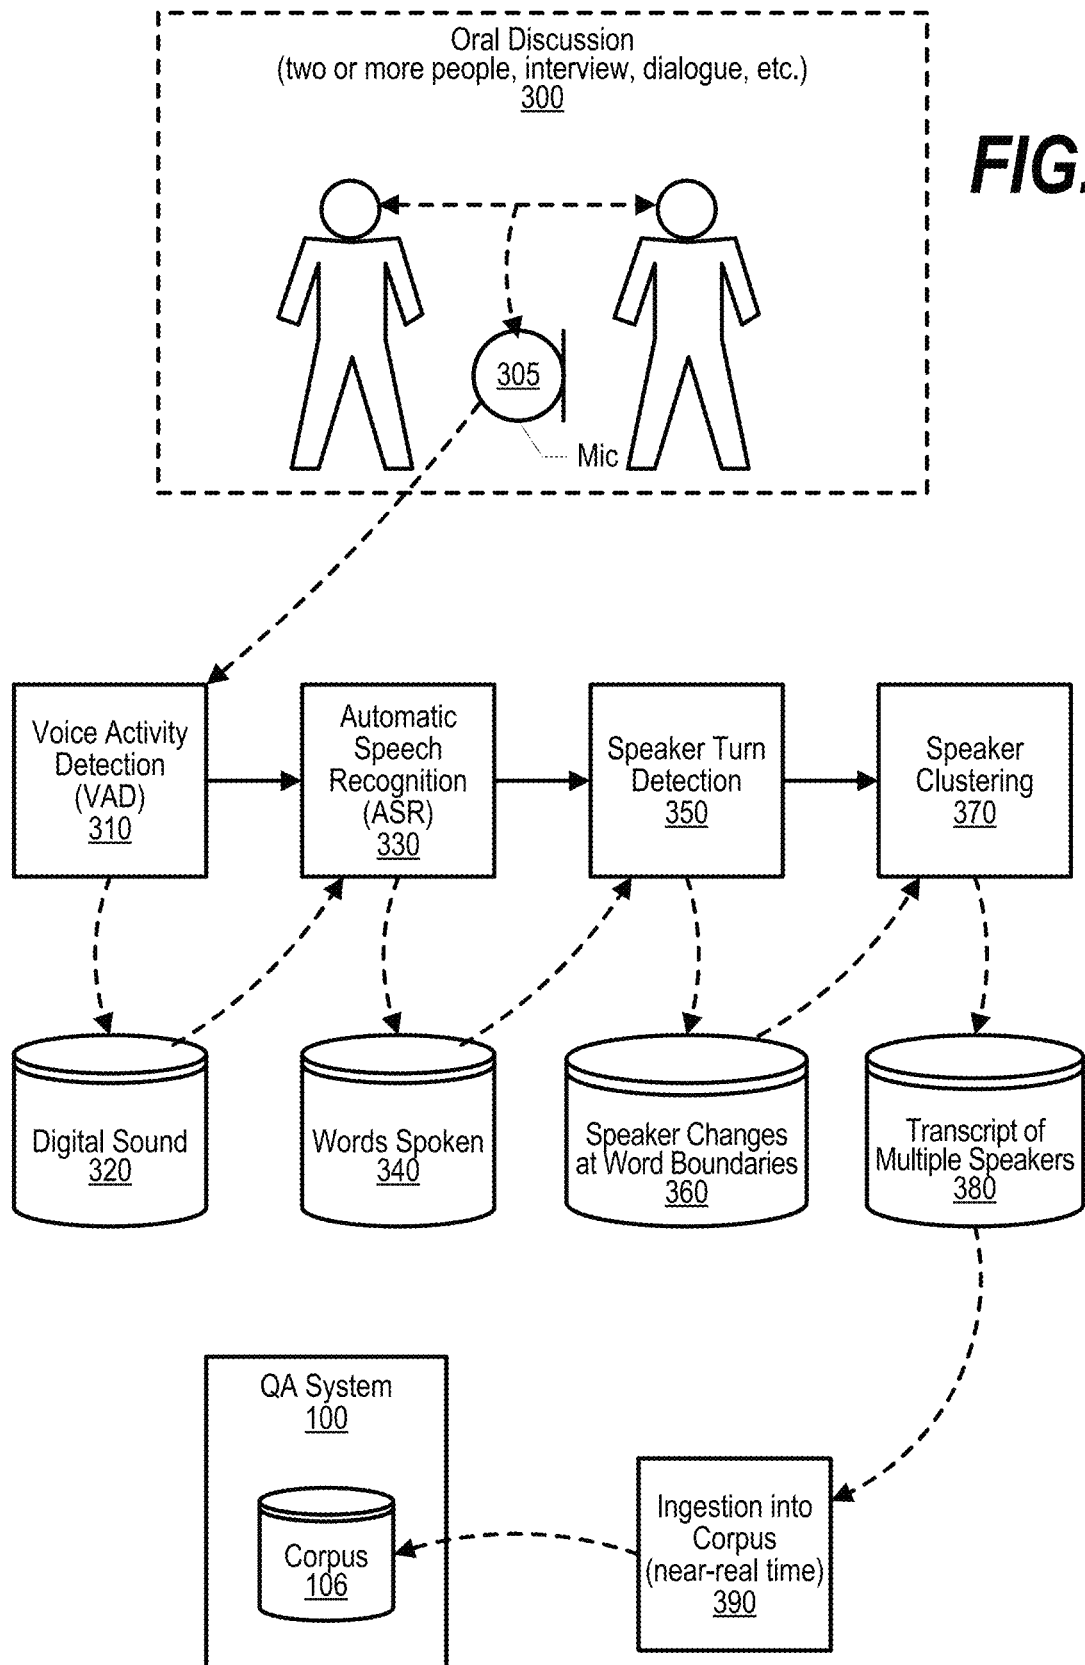 Oral Discussion
(two or more people, interview, dialogue, etc.)
300
FIG.
305
Mic
Voice Activity
Detection
(VAD)
310
Automatic
Speech
Recognition
(ASR)
330
Speaker Turn
Detection
350
Speaker
Clustering
370
Digital Sound
320
Words Spoken
340
Speaker Changes
at Word Boundaries
360
Transcript of
Multiple Speakers
380
QA System
100
Corpus
106
Ingestion into
Corpus
(near-real time)
390